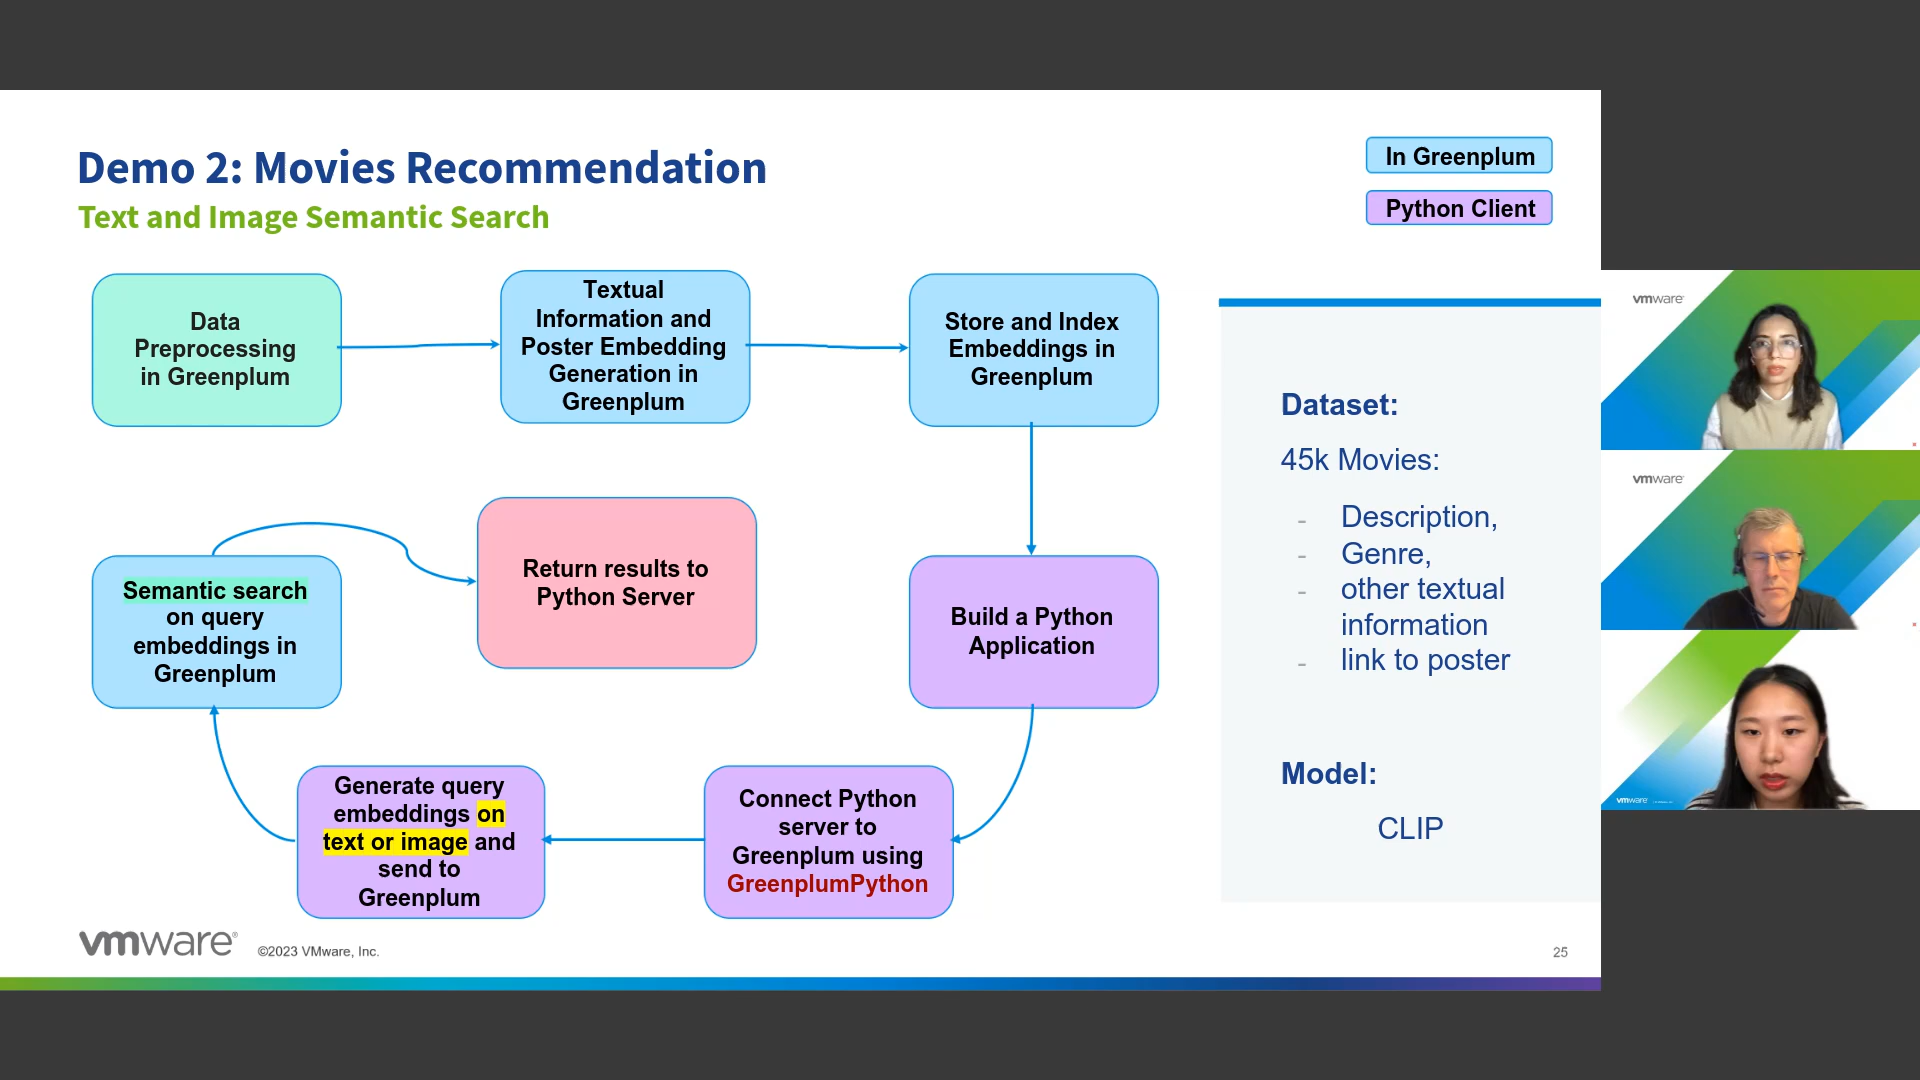 Demo 2: Movies Recommendation
Text and Image Semantic Search
In Greenplum
Python Client
Data
Preprocessing
in Greenplum
Textual
Information and
Poster Embedding
Generation in
Greenplum
Store and Index
Embeddings in
Greenplum
Semantic search
on query
embeddings in
Greenplum
Return results to
Python Server
Build a Python
Application
Generate query
embeddings on
text or image and
send to
Greenplum
Connect Python
server to
Greenplum using
GreenplumPython
Dataset:
45k Movies:
- Description,
- Genre,
- other textual
information
- link to poster
Model:
CLIP
vmware®
©2023 VMware, Inc.
25
vmware
vmware
vmware